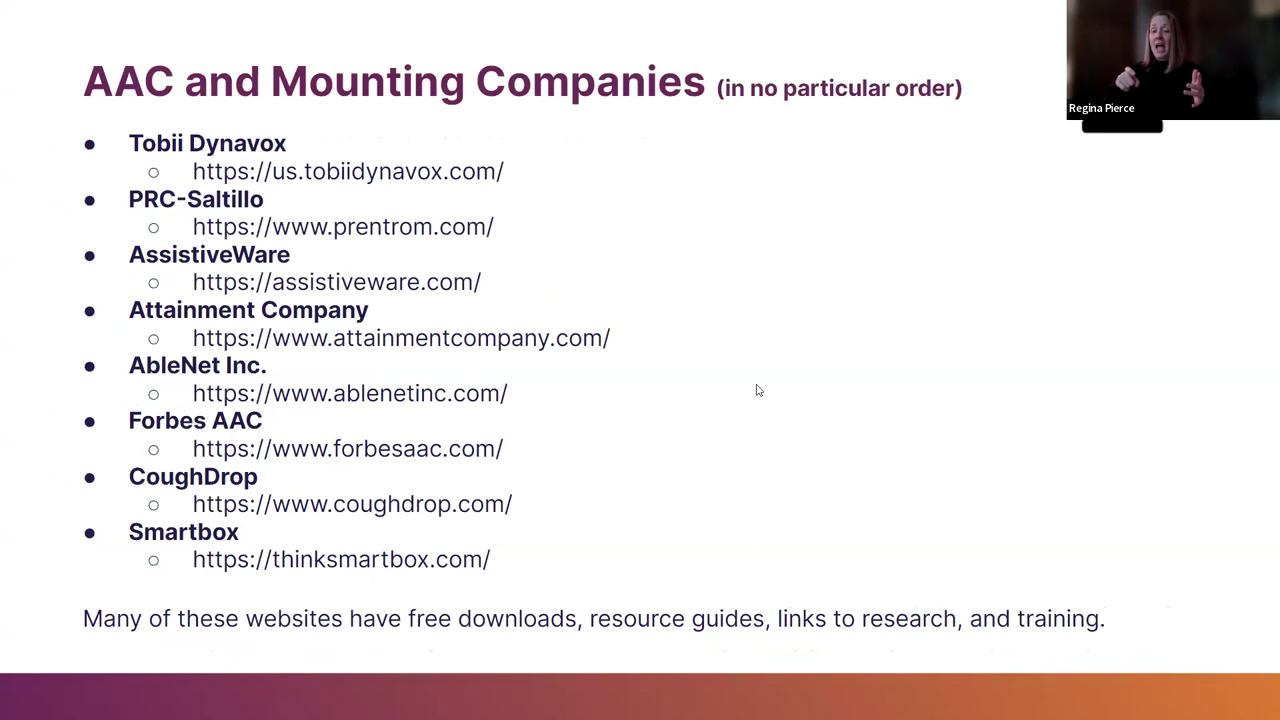 AAC and Mounting Companies (in no particular order)
Regina Pierce
● Tobii Dynavox
○ https://us.tobiidynavox.com/
● PRC-Saltillo
○ https://www.prentrom.com/
● AssistiveWare
○ https://assistiveware.com/
● Attainment Company
○ https://www.attainmentcompany.com/
● AbleNet Inc.
○ https://www.ablenetinc.com/
● Forbes AAC
○ https://www.forbesaac.com/
● CoughDrop
○ https://www.coughdrop.com/
● Smartbox
○ https://thinksmartbox.com/
Many of these websites have free downloads, resource guides, links to research, and training.